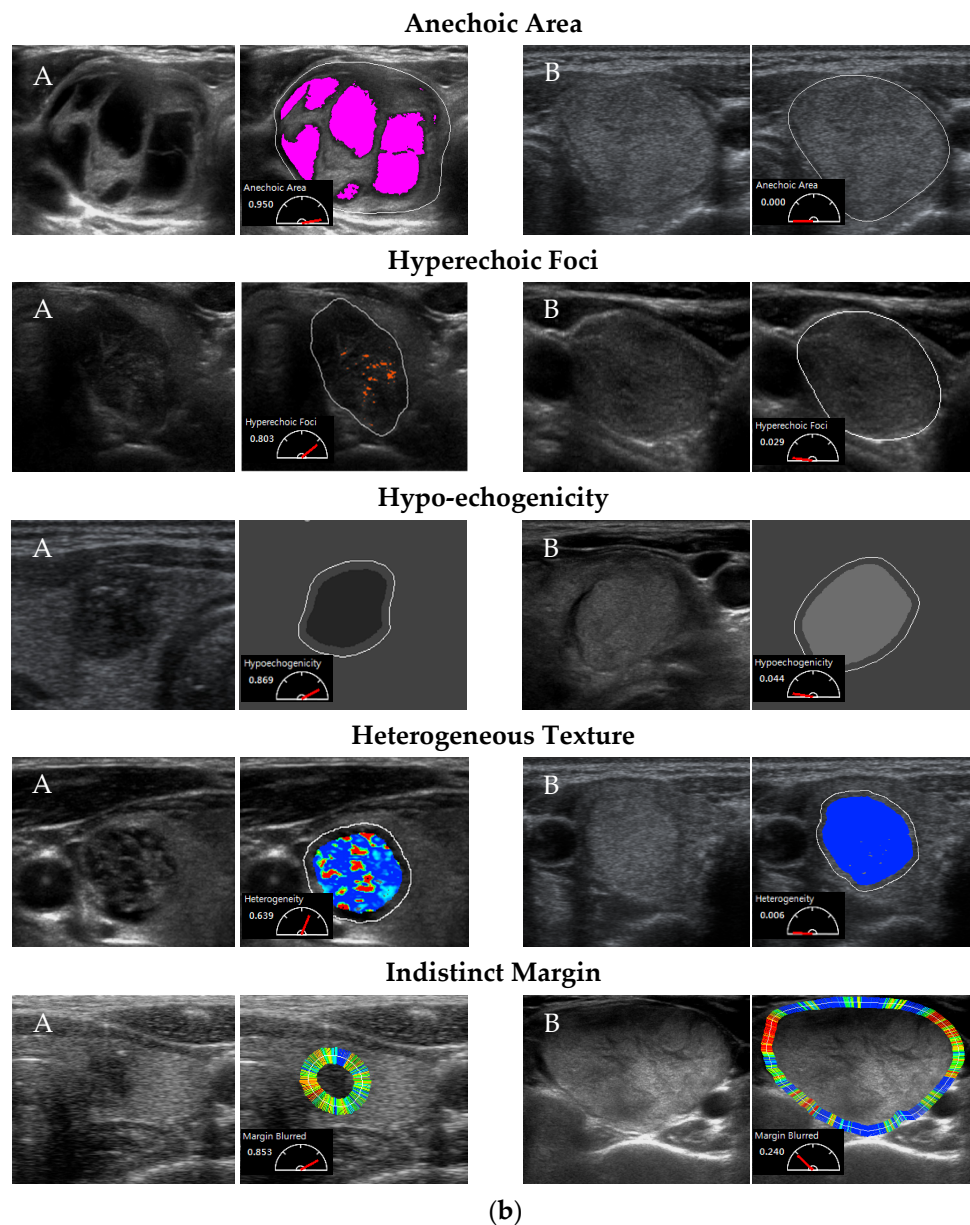 Anechoic Area
A
Anechoic Area
0.950
B
Anechoic Area
0.000
Hyperechoic Foci
A
Hyperechoic Foci
0.803
B
Hyperechoic Foci
0.029
Hypo-echogenicity
A
Hypoechogenicity
0.869
B
Hypoechogenicity
0.044
Heterogeneous Texture
A
Heterogeneity
0.639
B
Heterogeneity
0.006
Indistinct Margin
A
Margin Blurred
0.853
B
Margin Blurred
0.240
(b)